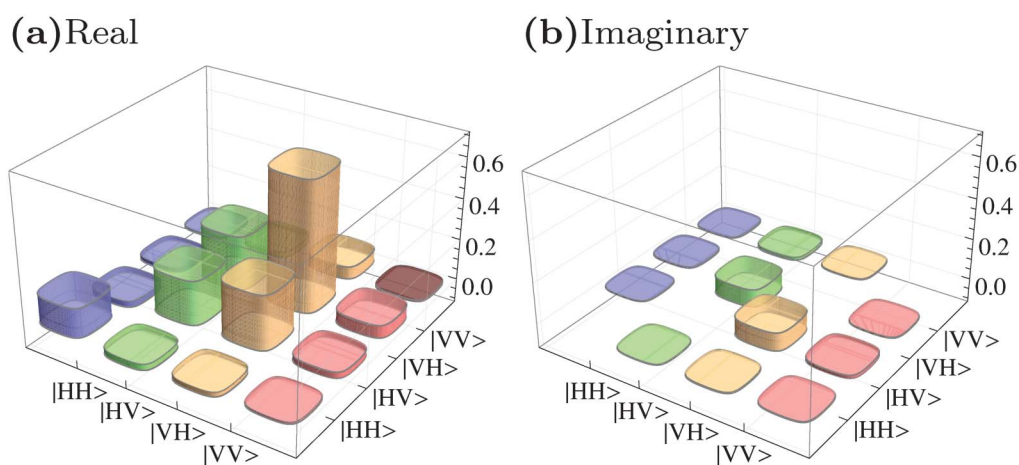 (a)Real
(b)Imaginary
0.6
0.4
0.2
0.0
|HH>
|HV>
|VH>
|VV>
|HH>
|HV>
|VH>
|VV>
0.6
0.4
0.2
0.0
|HH>
|HV>
|VH>
|VV>
|HH>
|HV>
|VH>
|VV>